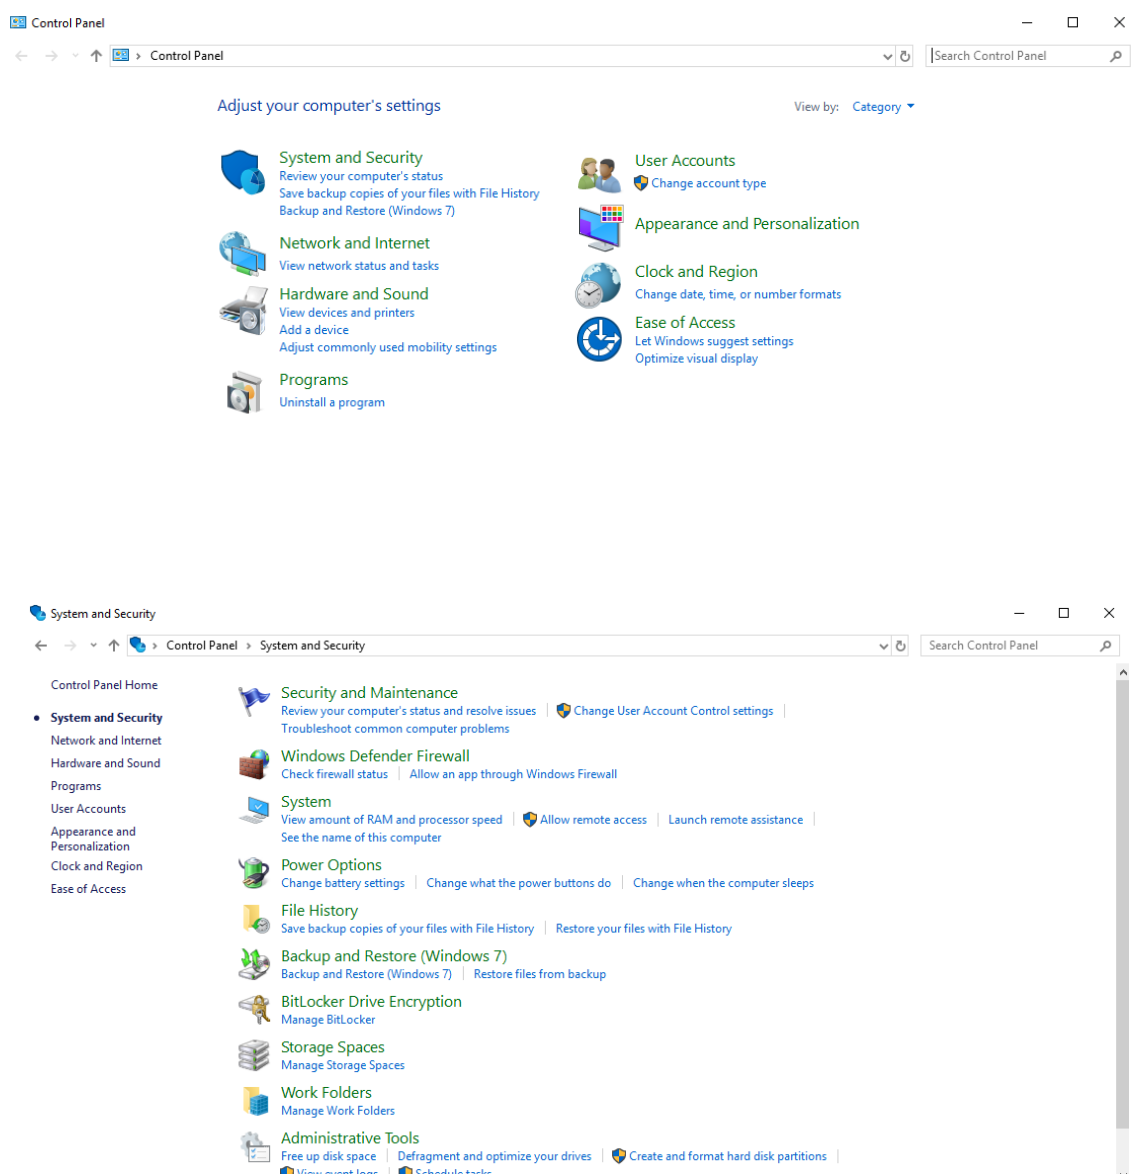 Control Panel
Control Panel
Search Control Panel
Adjust your computer's settings
View by: Category
System and Security
Review your computer's status
Save backup copies of your files with File History
Backup and Restore (Windows 7)
Network and Internet
View network status and tasks
Hardware and Sound
View devices and printers
Add a device
Adjust commonly used mobility settings
Programs
Uninstall a program
User Accounts
Change account type
Appearance and Personalization
Clock and Region
Change date, time, or number formats
Ease of Access
Let Windows suggest settings
Optimize visual display
System and Security
Control Panel > System and Security
Search Control Panel
Control Panel Home
System and Security
Network and Internet
Hardware and Sound
Programs
User Accounts
Appearance and
Personalization
Clock and Region
Ease of Access
Security and Maintenance
Review your computer's status and resolve issues | Change User Account Control settings |
Troubleshoot common computer problems
Windows Defender Firewall
Check firewall status | Allow an app through Windows Firewall
System
View amount of RAM and processor speed | Allow remote access | Launch remote assistance |
See the name of this computer
Power Options
Change battery settings | Change what the power buttons do | Change when the computer sleeps
File History
Save backup copies of your files with File History | Restore your files with File History
Backup and Restore (Windows 7)
Backup and Restore (Windows 7) | Restore files from backup
BitLocker Drive Encryption
Manage BitLocker
Storage Spaces
Manage Storage Spaces
Work Folders
Manage Work Folders
Administrative Tools
Free up disk space | Defragment and optimize your drives | Create and format hard disk partitions |
View event logs | Schedule tasks